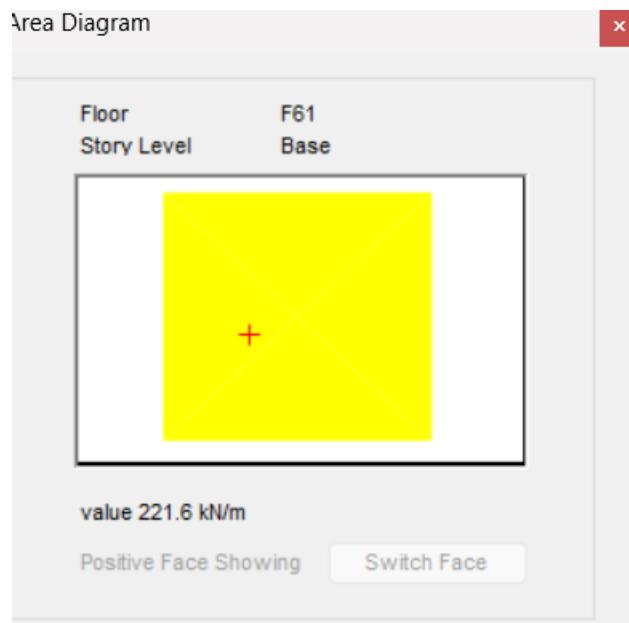 Area Diagram
Floor F61
Story Level Base
value 221.6 kN/m
Positive Face Showing Switch Face